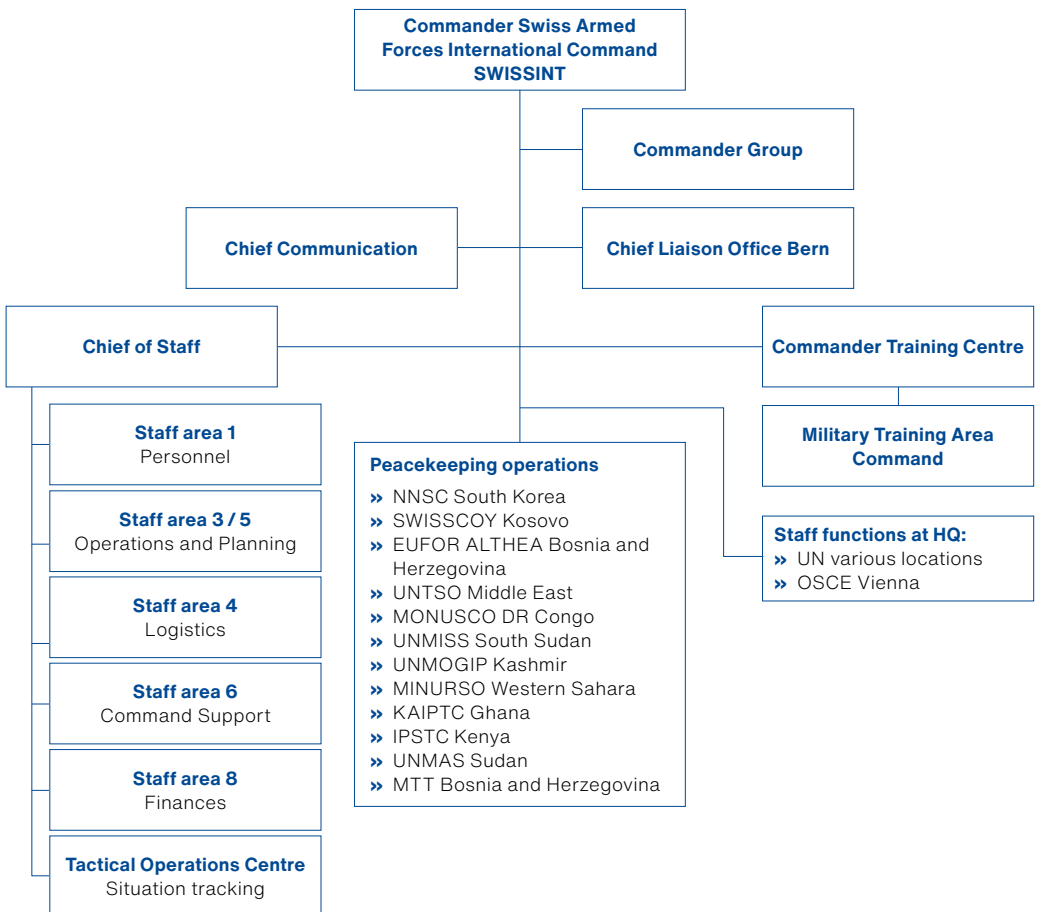 Commander Swiss Armed
Forces International Command
SWISSINT
Commander Group
Chief Communication
Chief Liaison Office Bern
Chief of Staff
Commander Training Centre
Military Training Area
Command
Staff area 1
Personnel
Staff area 3 / 5
Operations and Planning
Staff area 4
Logistics
Staff area 6
Command Support
Staff area 8
Finances
Tactical Operations Centre
Situation tracking
Peacekeeping operations
» NNSC South Korea
» SWISSCOY Kosovo
» EUFOR ALTHEA Bosnia and
Herzegovina
» UNTSO Middle East
» MONUSCO DR Congo
» UNMISS South Sudan
» UNMOGIP Kashmir
» MINURSO Western Sahara
» KAIPTC Ghana
» IPSTC Kenya
» UNMAS Sudan
» MTT Bosnia and Herzegovina
Staff functions at HQ:
» UN various locations
» OSCE Vienna